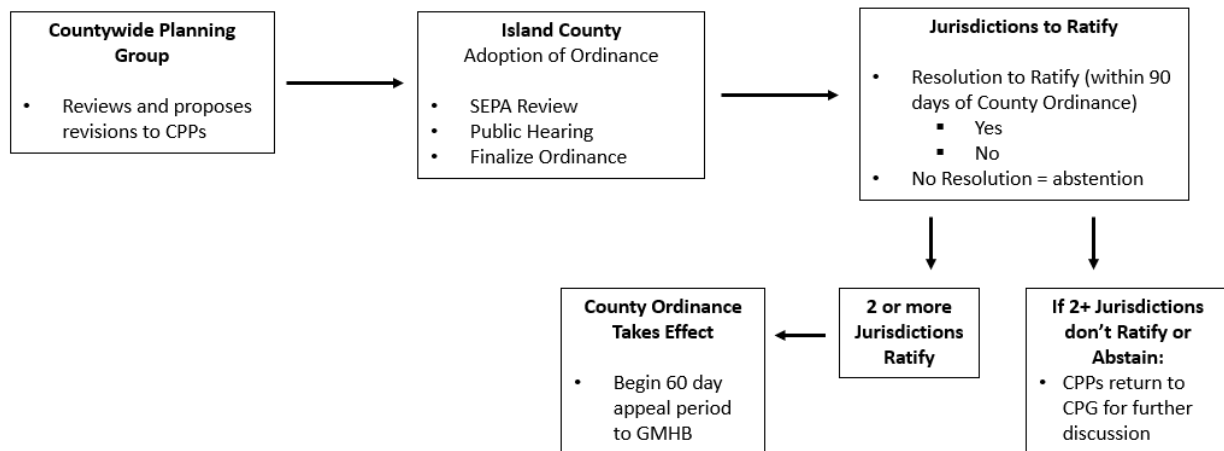 Countywide Planning
Group
• Reviews and proposes
revisions to CPPs
Island County
Adoption of Ordinance
• SEPA Review
• Public Hearing
• Finalize Ordinance
Jurisdictions to Ratify
• Resolution to Ratify (within 90
days of County Ordinance)
▪ Yes
▪ No
• No Resolution = abstention
County Ordinance
Takes Effect
• Begin 60 day
appeal period
to GMHB
2 or more
Jurisdictions
Ratify
If 2+ Jurisdictions
don’t Ratify or
Abstain:
• CPPs return to
CPG for further
discussion